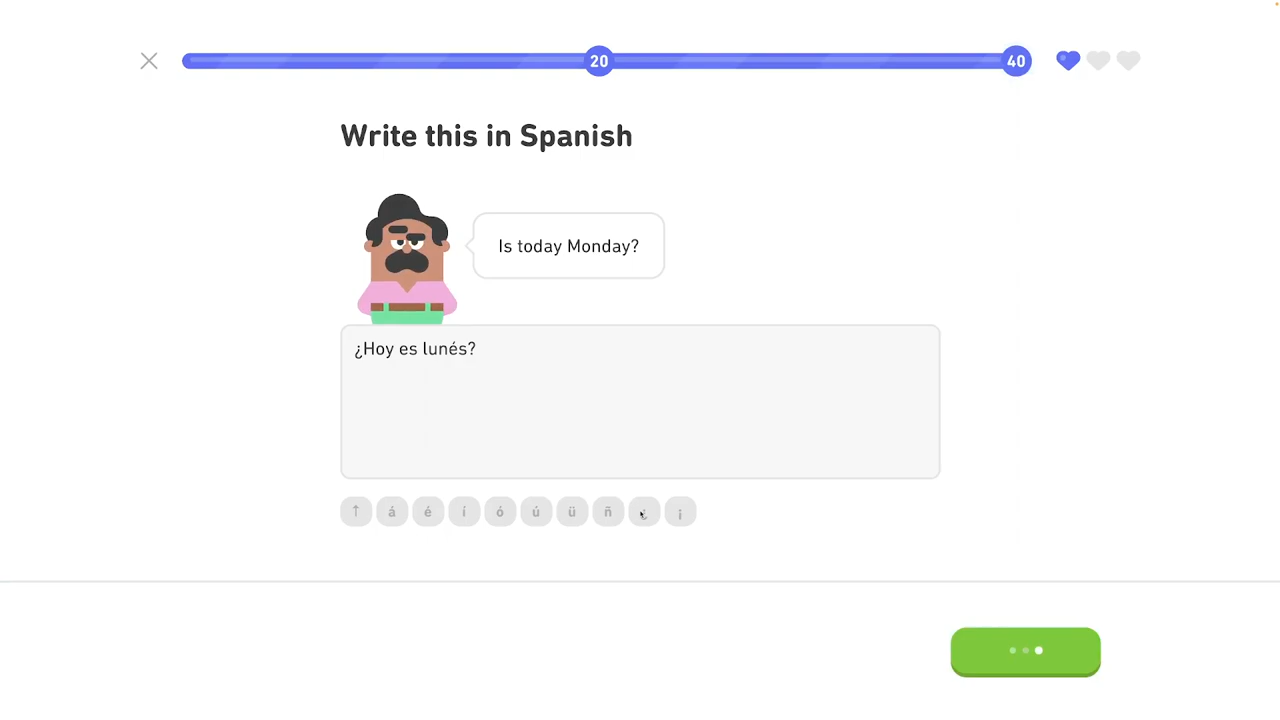 20
40
Write this in Spanish
Is today Monday?
¿Hoy es lunés?
↑ á é í ó ú ü ñ ¿ ¡